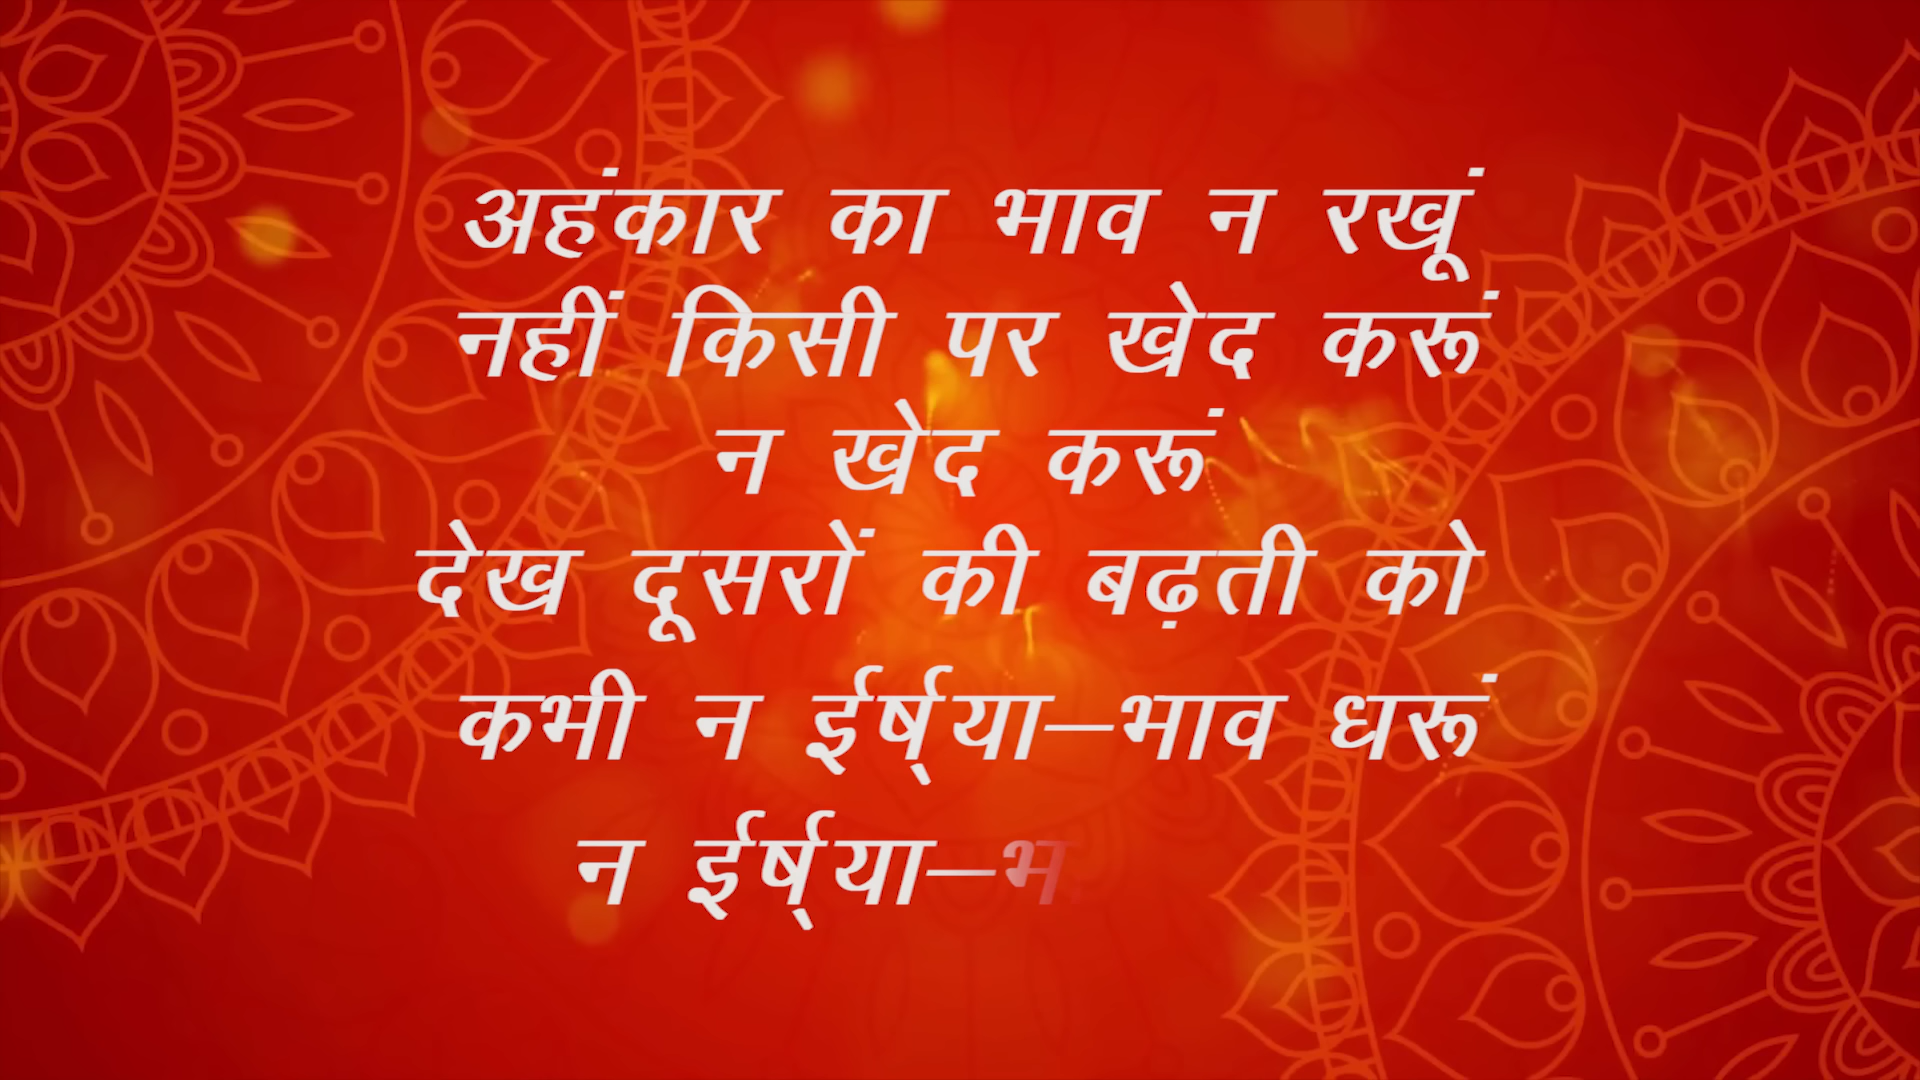 अहंकार का भाव न रखूं
नहीं किसी पर खेद करूं
न खेद करूं
देख दूसरों की बढ़ती को
कभी न ईर्ष्‌या–भाव धरूं
न ईर्ष्‌या–भ